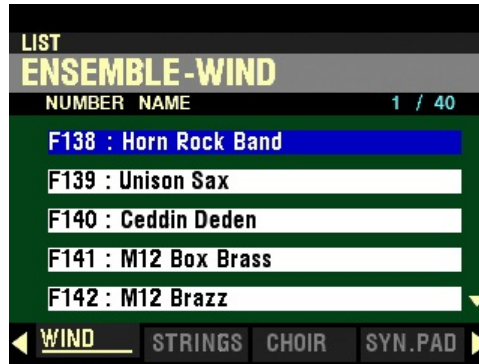 LIST
ENSEMBLE-WIND
NUMBER NAME 1 / 40
F138 : Horn Rock Band
F139 : Unison Sax
F140 : Ceddin Deden
F141 : M12 Box Brass
F142 : M12 Brazz
WIND STRINGS CHOIR SYN.PAD